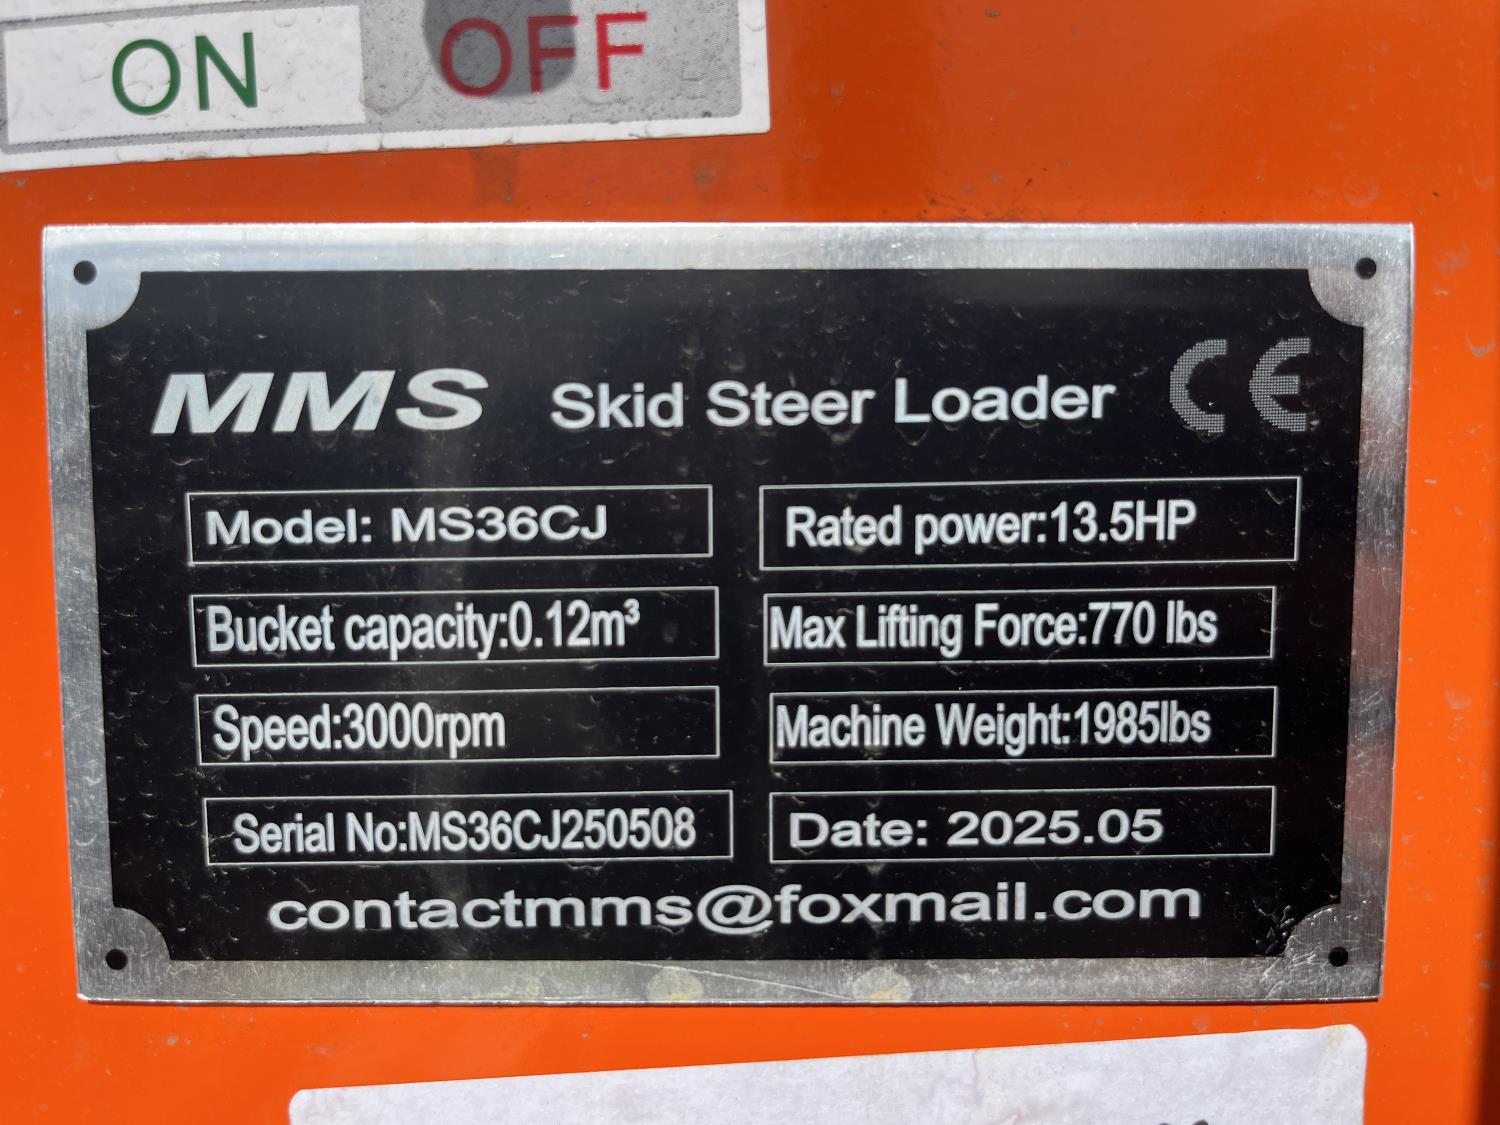 ON OFF
MMS Skid Steer Loader CE
Model: MS36CJ
Rated power:13.5HP
Bucket capacity:0.12m³
Max Lifting Force:770 lbs
Speed:3000rpm
Machine Weight:1985lbs
Serial No:MS36CJ250508
Date: 2025.05
contactmms@foxmail.com